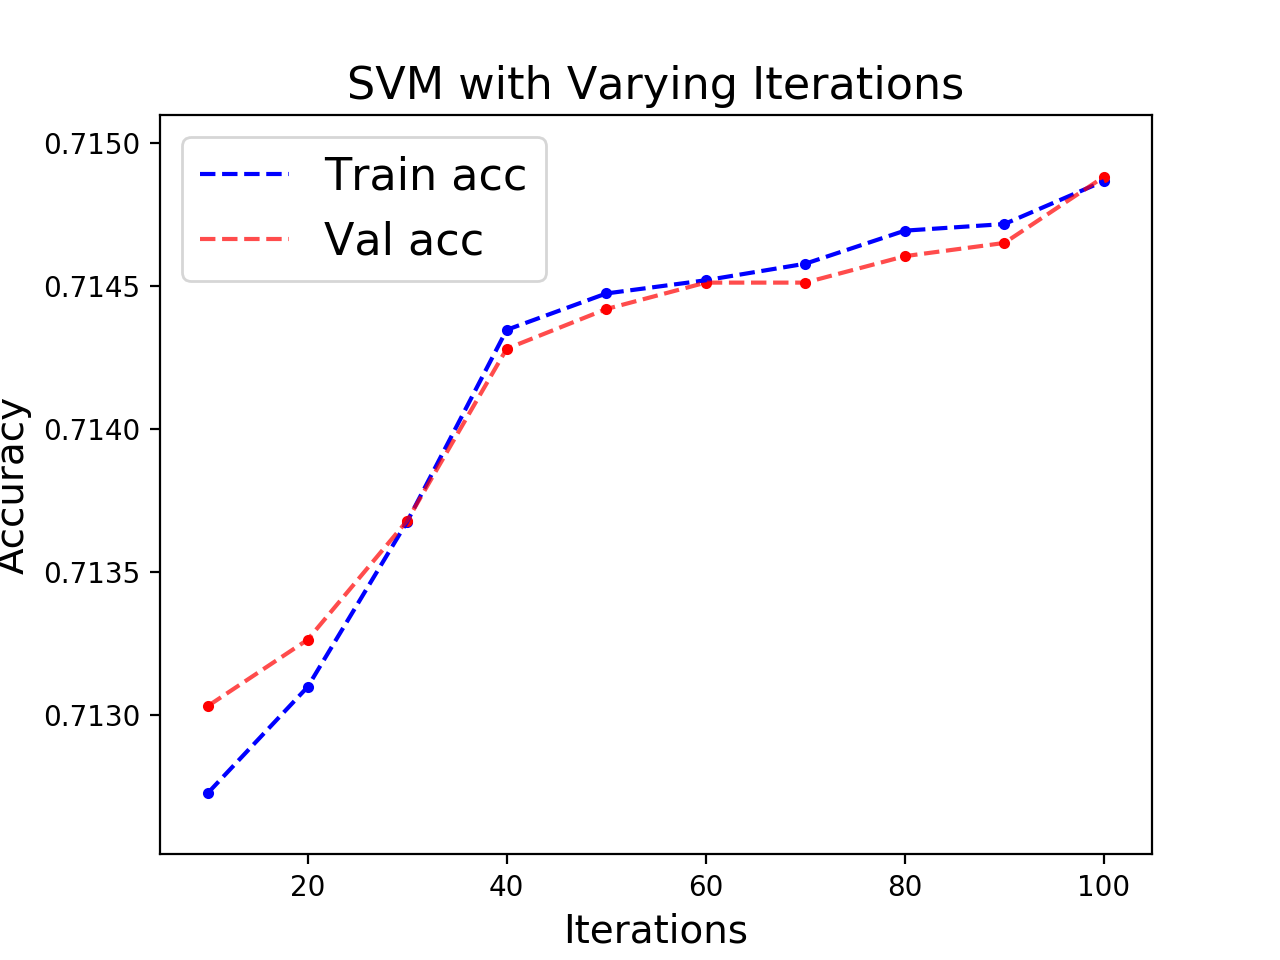 SVM with Varying Iterations
Train acc
Val acc
Accuracy
0.7150
0.7145
0.7140
0.7135
0.7130
20
40
60
80
100
Iterations